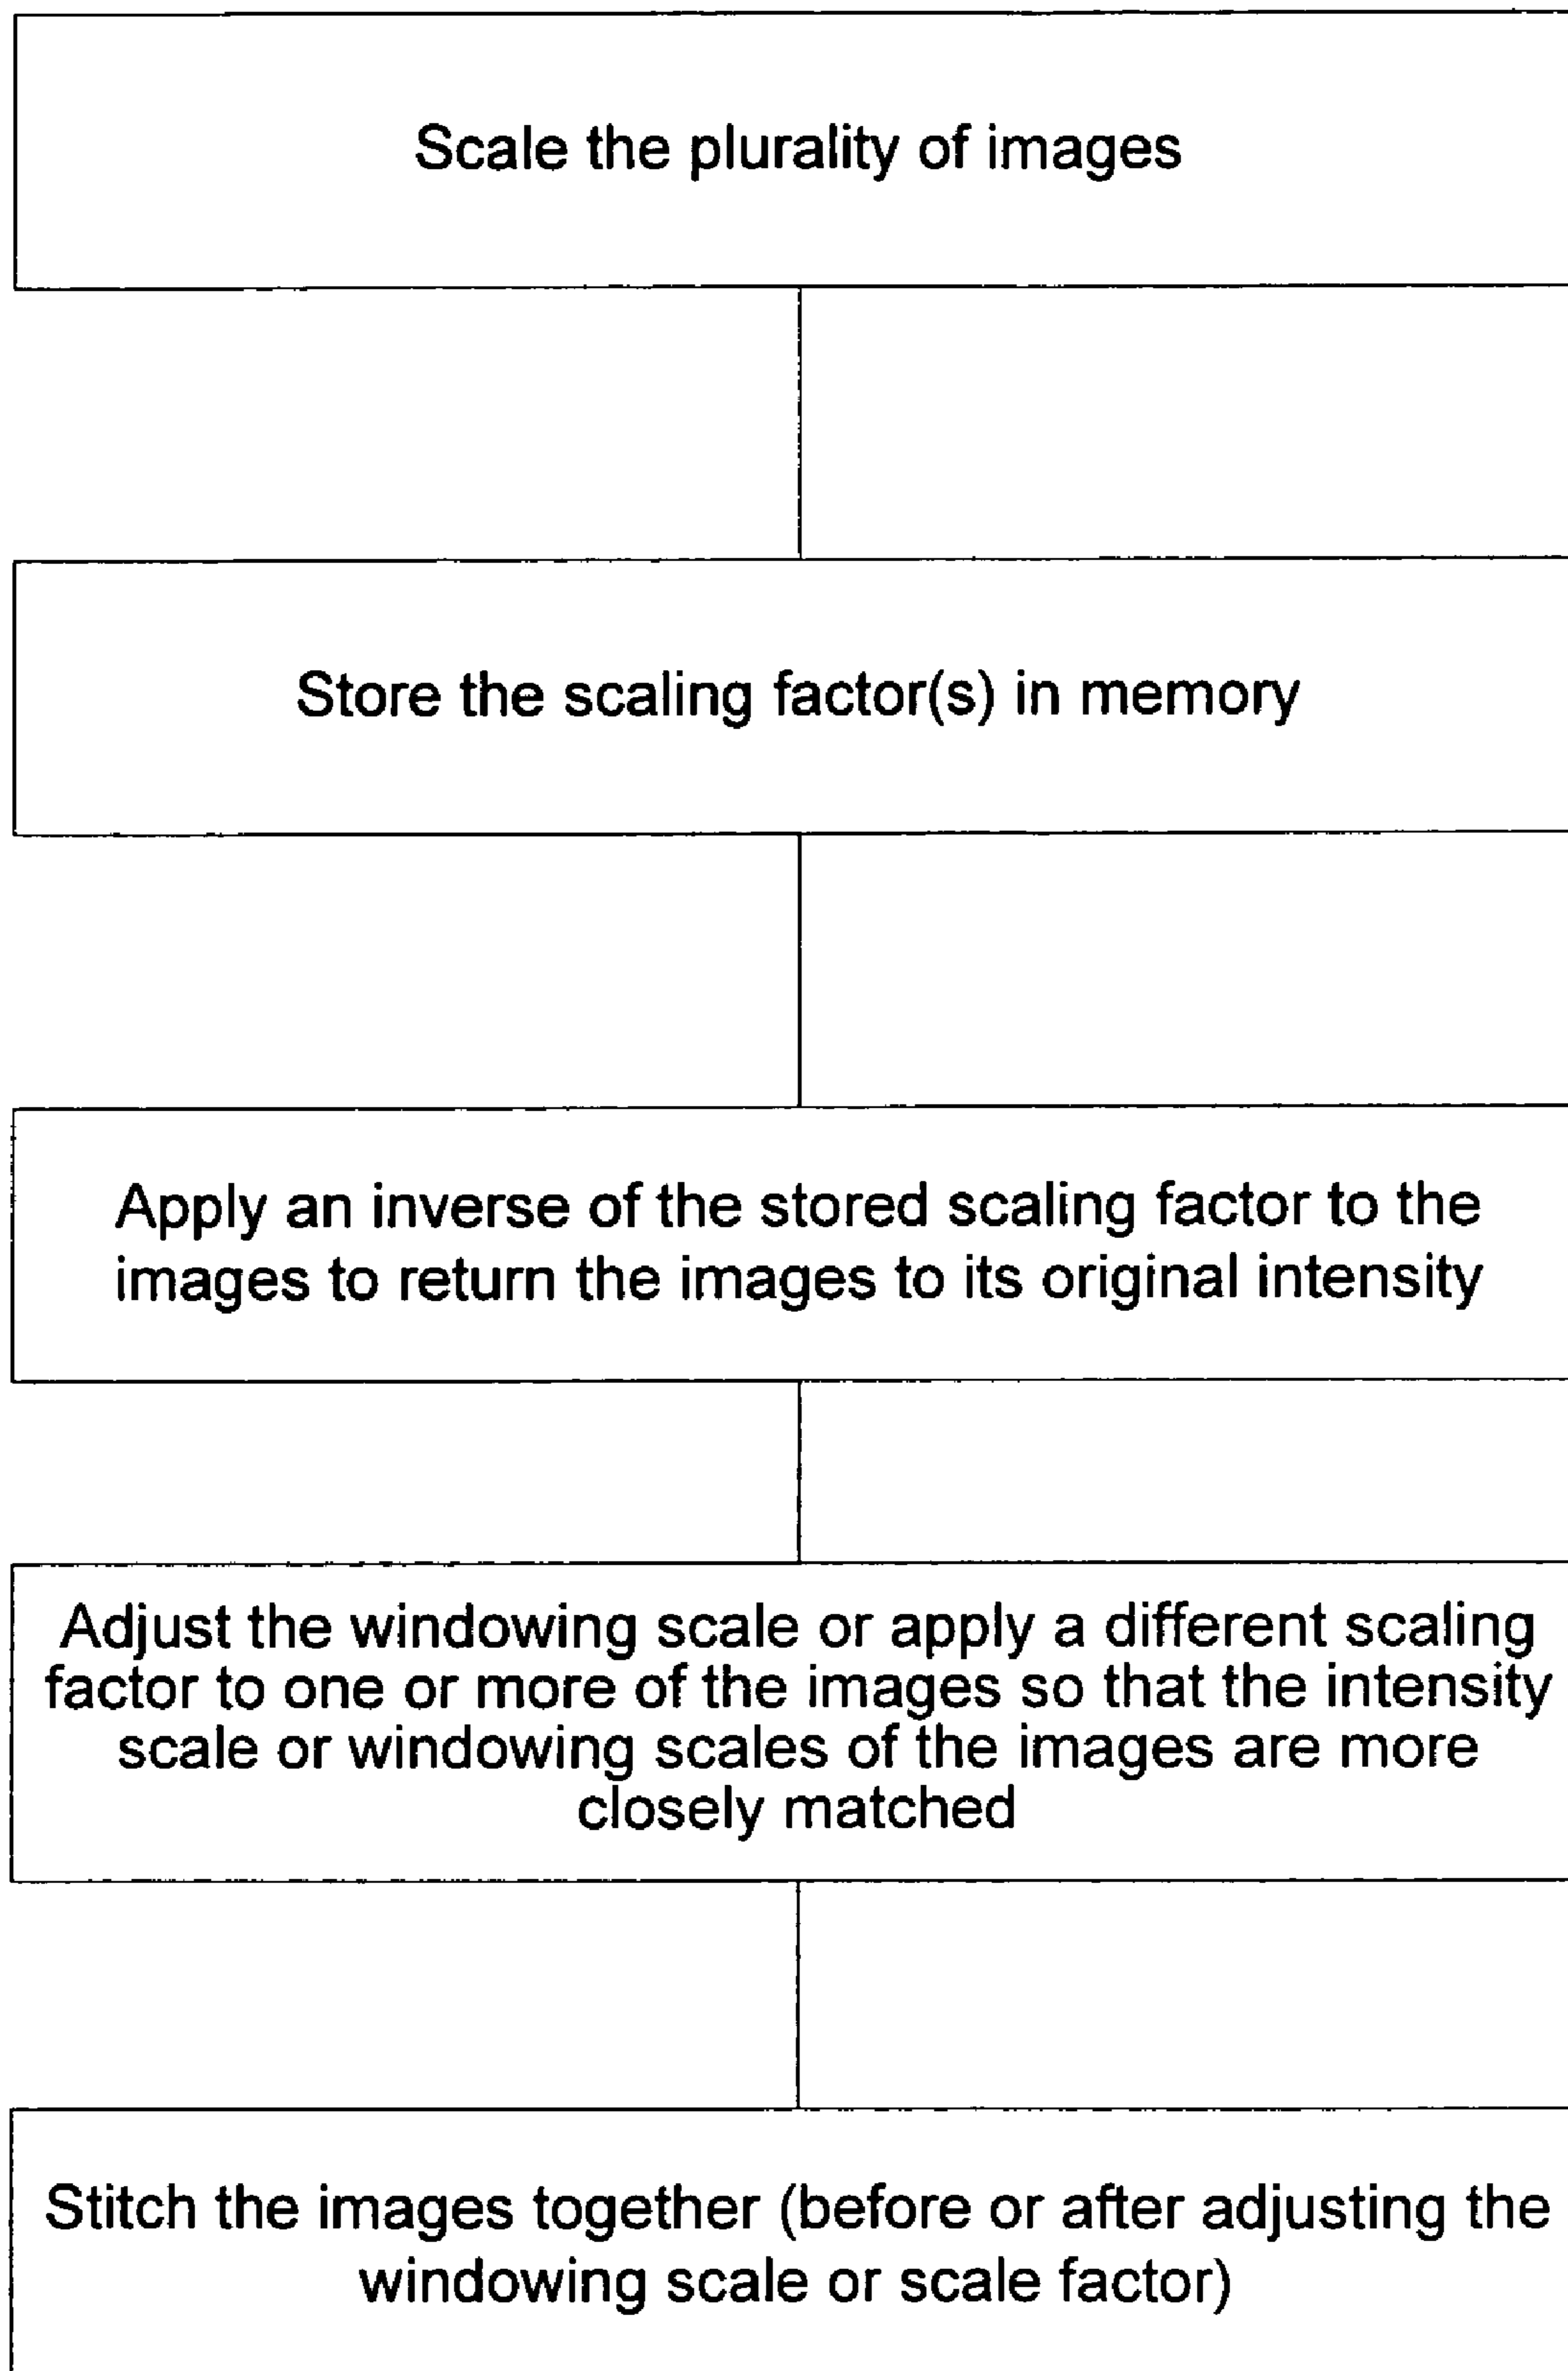 Scale the plurality of images
Store the scaling factor(s) in memory
Apply an inverse of the stored scaling factor to the
images to return the images to its original intensity
Adjust the windowing scale or apply a different scaling
factor to one or more of the images so that the intensity
scale or windowing scales of the images are more
closely matched
Stitch the images together (before or after adjusting the
windowing scale or scale factor)